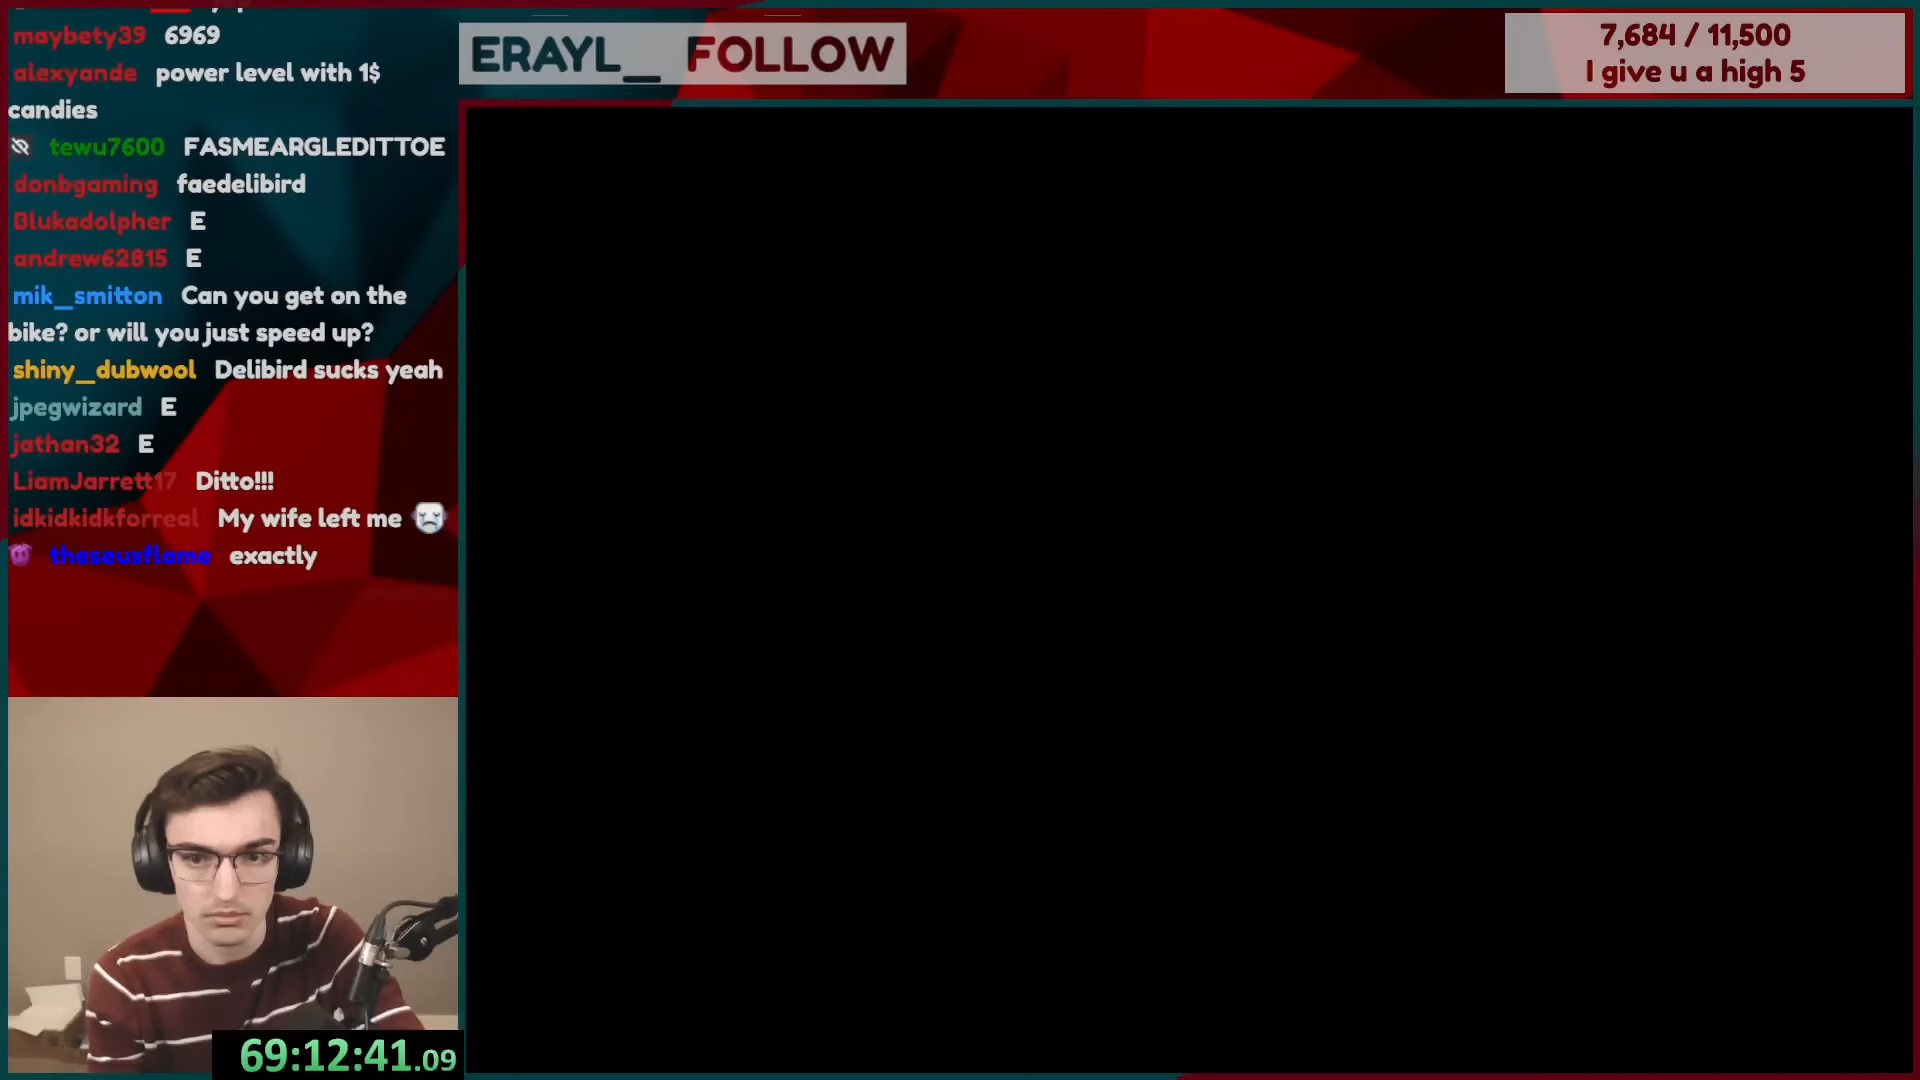 maybety39 6969
alexyande power level with 1$
candies
tewu7600 FASMEARGLEDITTOE
donbgaming faedelibird
Blukadolpher E
andrew62815 E
mik_smitton Can you get on the
bike? or will you just speed up?
shiny_dubwool Delibird sucks yeah
jpegwizard E
jathan32 E
LiamJarrett17 Ditto!!!
idkidkidkforreal My wife left me
theseusflame exactly
ERAYL_ FOLLOW
7,684 / 11,500
I give u a high 5
69:12:41.09